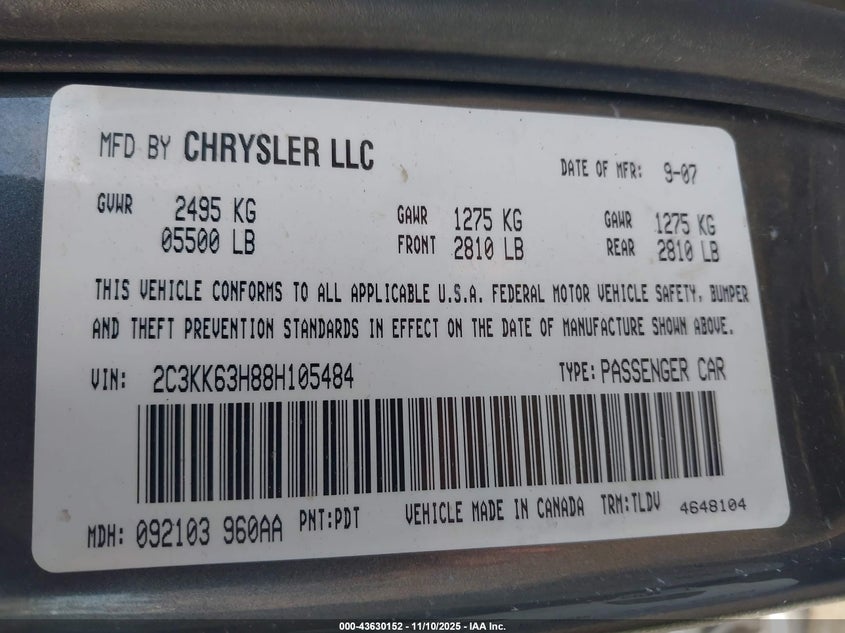 MFD BY CHRYSLER LLC DATE OF MFR: 9-07
GVWR 2495 KG GAWR 1275 KG GAWR 1275 KG
05500 LB FRONT 2810 LB REAR 2810 LB
THIS VEHICLE CONFORMS TO ALL APPLICABLE U.S.A. FEDERAL MOTOR VEHICLE SAFETY, BUMPER
AND THEFT PREVENTION STANDARDS IN EFFECT ON THE DATE OF MANUFACTURE SHOWN ABOVE.
VIN: 2C3KK63H88H105484 TYPE: PASSENGER CAR
MDH: 092103 960AA PNT:PDT VEHICLE MADE IN CANADA TRM:TLDV 4648104
000-43630152 - 11/10/2025 - IAA Inc.